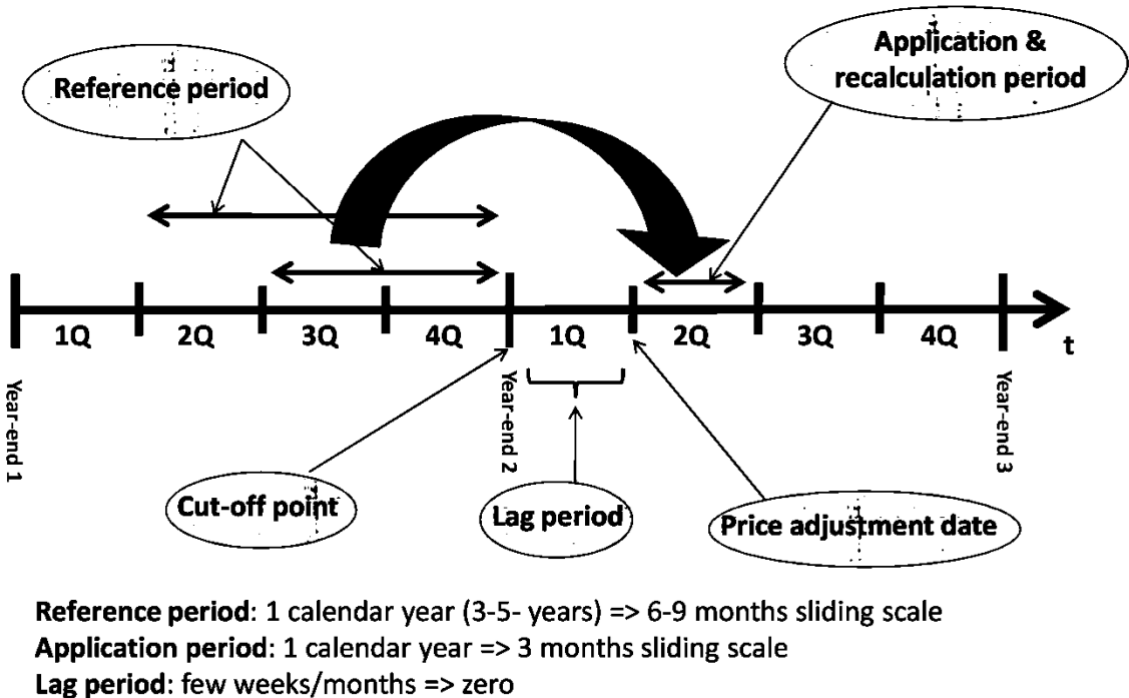 Reference period
Application &
recalculation period
1Q 2Q 3Q 4Q 1Q 2Q 3Q 4Q t
Year-end 1
Year-end 2
Year-end 3
Cut-off point
Lag period
Price adjustment date
Reference period: 1 calendar year (3-5- years) => 6-9 months sliding scale
Application period: 1 calendar year => 3 months sliding scale
Lag period: few weeks/months => zero